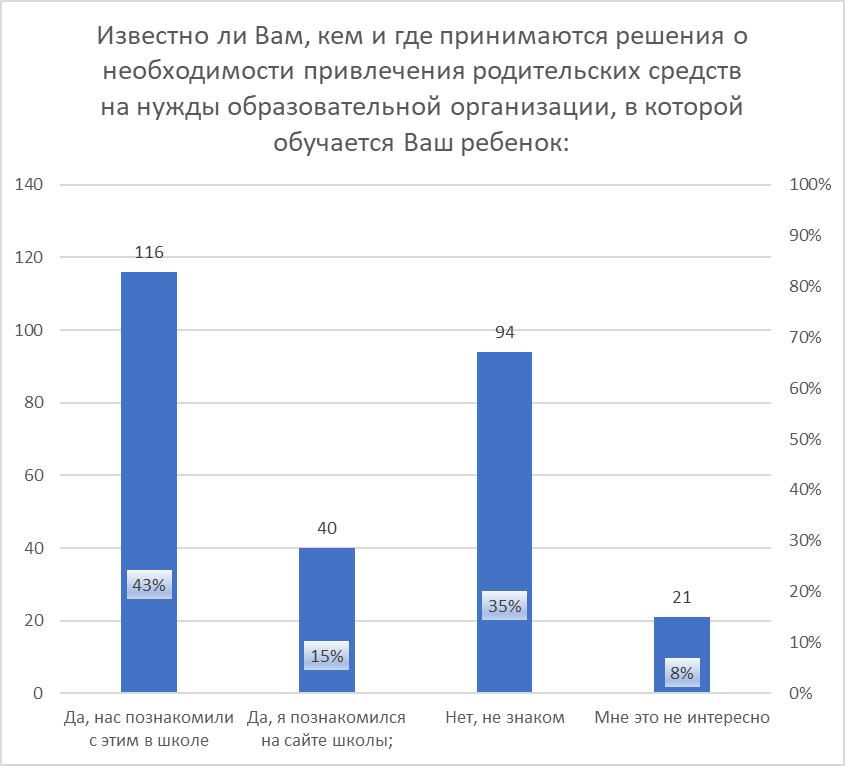 Известно ли Вам, кем и где принимаются решения о
необходимости привлечения родительских средств
на нужды образовательной организации, в которой
обучается Ваш ребенок:
140
120
100
80
60
40
20
0
100%
90%
80%
70%
60%
50%
40%
30%
20%
10%
0%
116
40
94
21
43%
15%
35%
8%
Да, нас познакомили
с этим в школе
Да, я познакомился
на сайте школы;
Нет, не знаком
Мне это не интересно